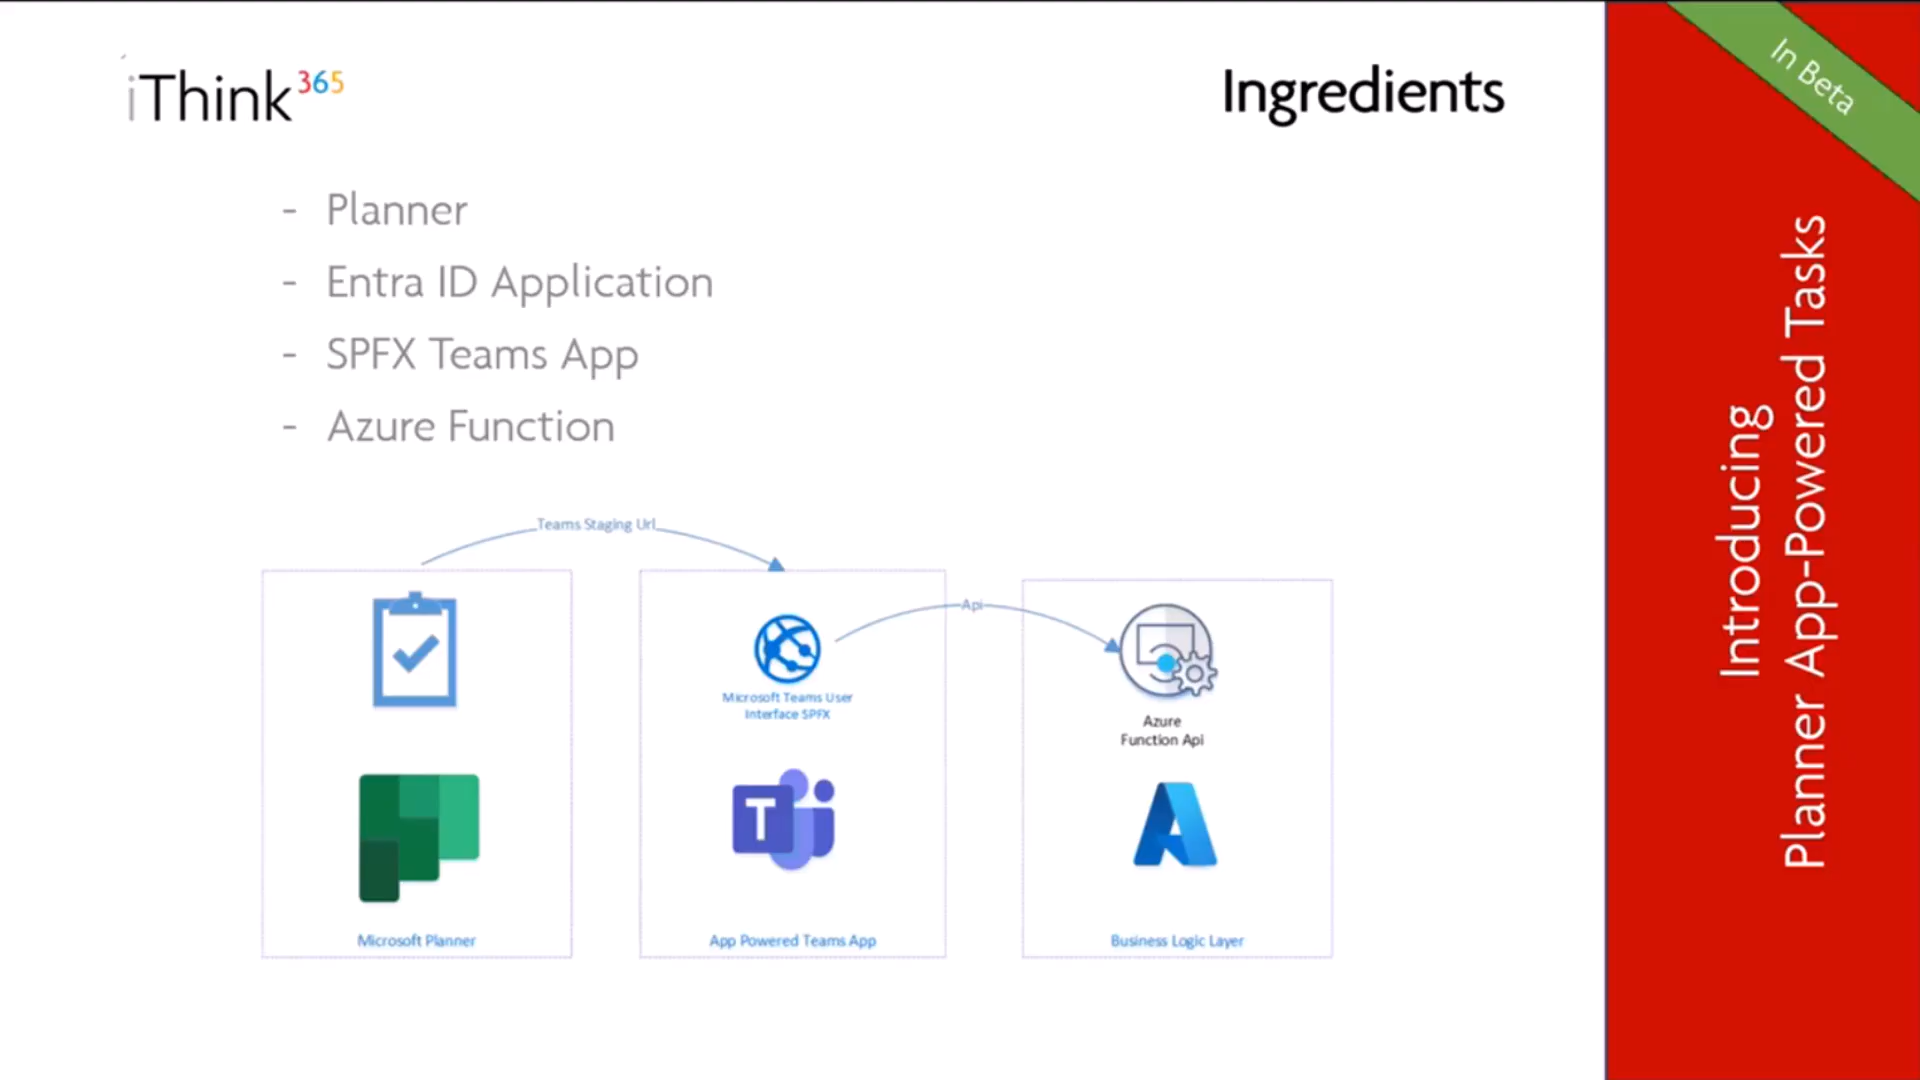 iThink365
Ingredients
In Beta
- Planner
- Entra ID Application
- SPFX Teams App
- Azure Function
Teams Staging Url
Api
Microsoft Teams User
Interface SPFX
Azure
Function Api
T
Microsoft Planner
App Powered Teams App
Business Logic Layer
Introducing
Planner App-Powered Tasks